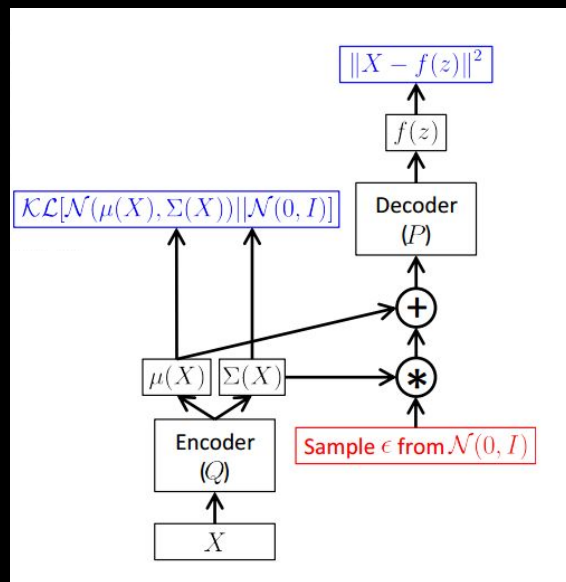 ‖X − f(z)‖²
f(z)
𝒦ℒ[𝒩(μ(X), Σ(X))||𝒩(0, I)]
Decoder
(P)
+
μ(X)
Σ(X)
*
Encoder
(Q)
Sample ϵ from 𝒩(0, I)
X